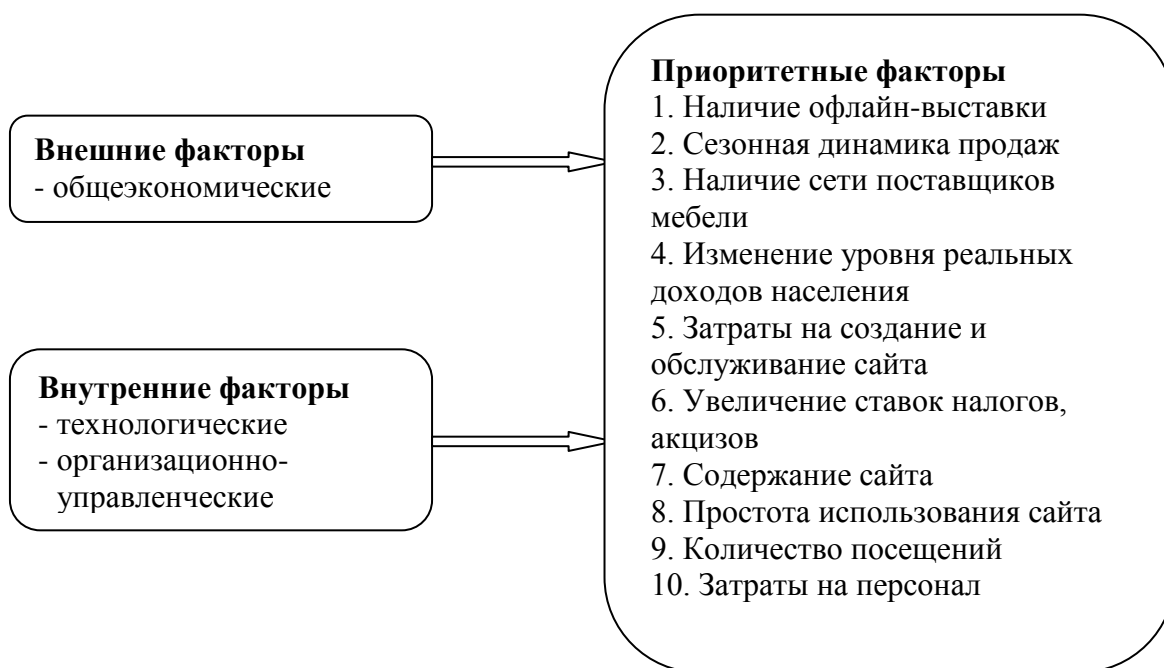 Внешние факторы
- общеэкономические
Внутренние факторы
- технологические
- организационно-
управленческие
Приоритетные факторы
1. Наличие офлайн-выставки
2. Сезонная динамика продаж
3. Наличие сети поставщиков
мебели
4. Изменение уровня реальных
доходов населения
5. Затраты на создание и
обслуживание сайта
6. Увеличение ставок налогов,
акцизов
7. Содержание сайта
8. Простота использования сайта
9. Количество посещений
10. Затраты на персонал